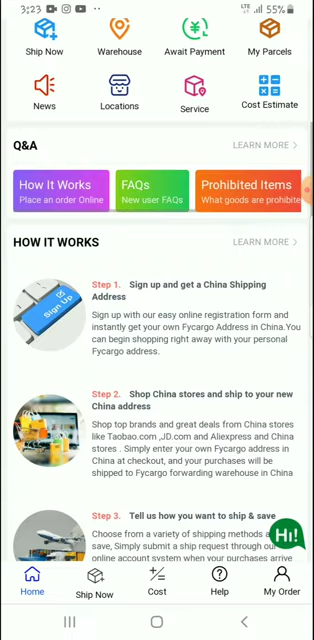 3:23 LTE 55%
Ship Now Warehouse Await Payment My Parcels
News Locations Service Cost Estimate
Q&A LEARN MORE
How It Works FAQs Prohibited Items
Place an order Online New user FAQs What goods are prohibite
HOW IT WORKS LEARN MORE
Step 1. Sign up and get a China Shipping
Address
Sign Up
Sign up with our easy online registration form and
instantly get your own Fycargo Address in China.You
can begin shopping right away with your personal
Fycargo address.
Step 2. Shop China stores and ship to your new
China address
Shop top brands and great deals from China stores
like Taobao.com ,JD.com and Aliexpress and China
stores . Simply enter your own Fycargo address in
China at checkout, and your purchases will be
shipped to Fycargo forwarding warehouse in China
Step 3. Tell us how you want to ship & save
Choose from a variety of shipping methods a
save, Simply submit a ship request through ou
online account system when your purchases arrive
Hi!
Home Ship Now Cost Help My Order